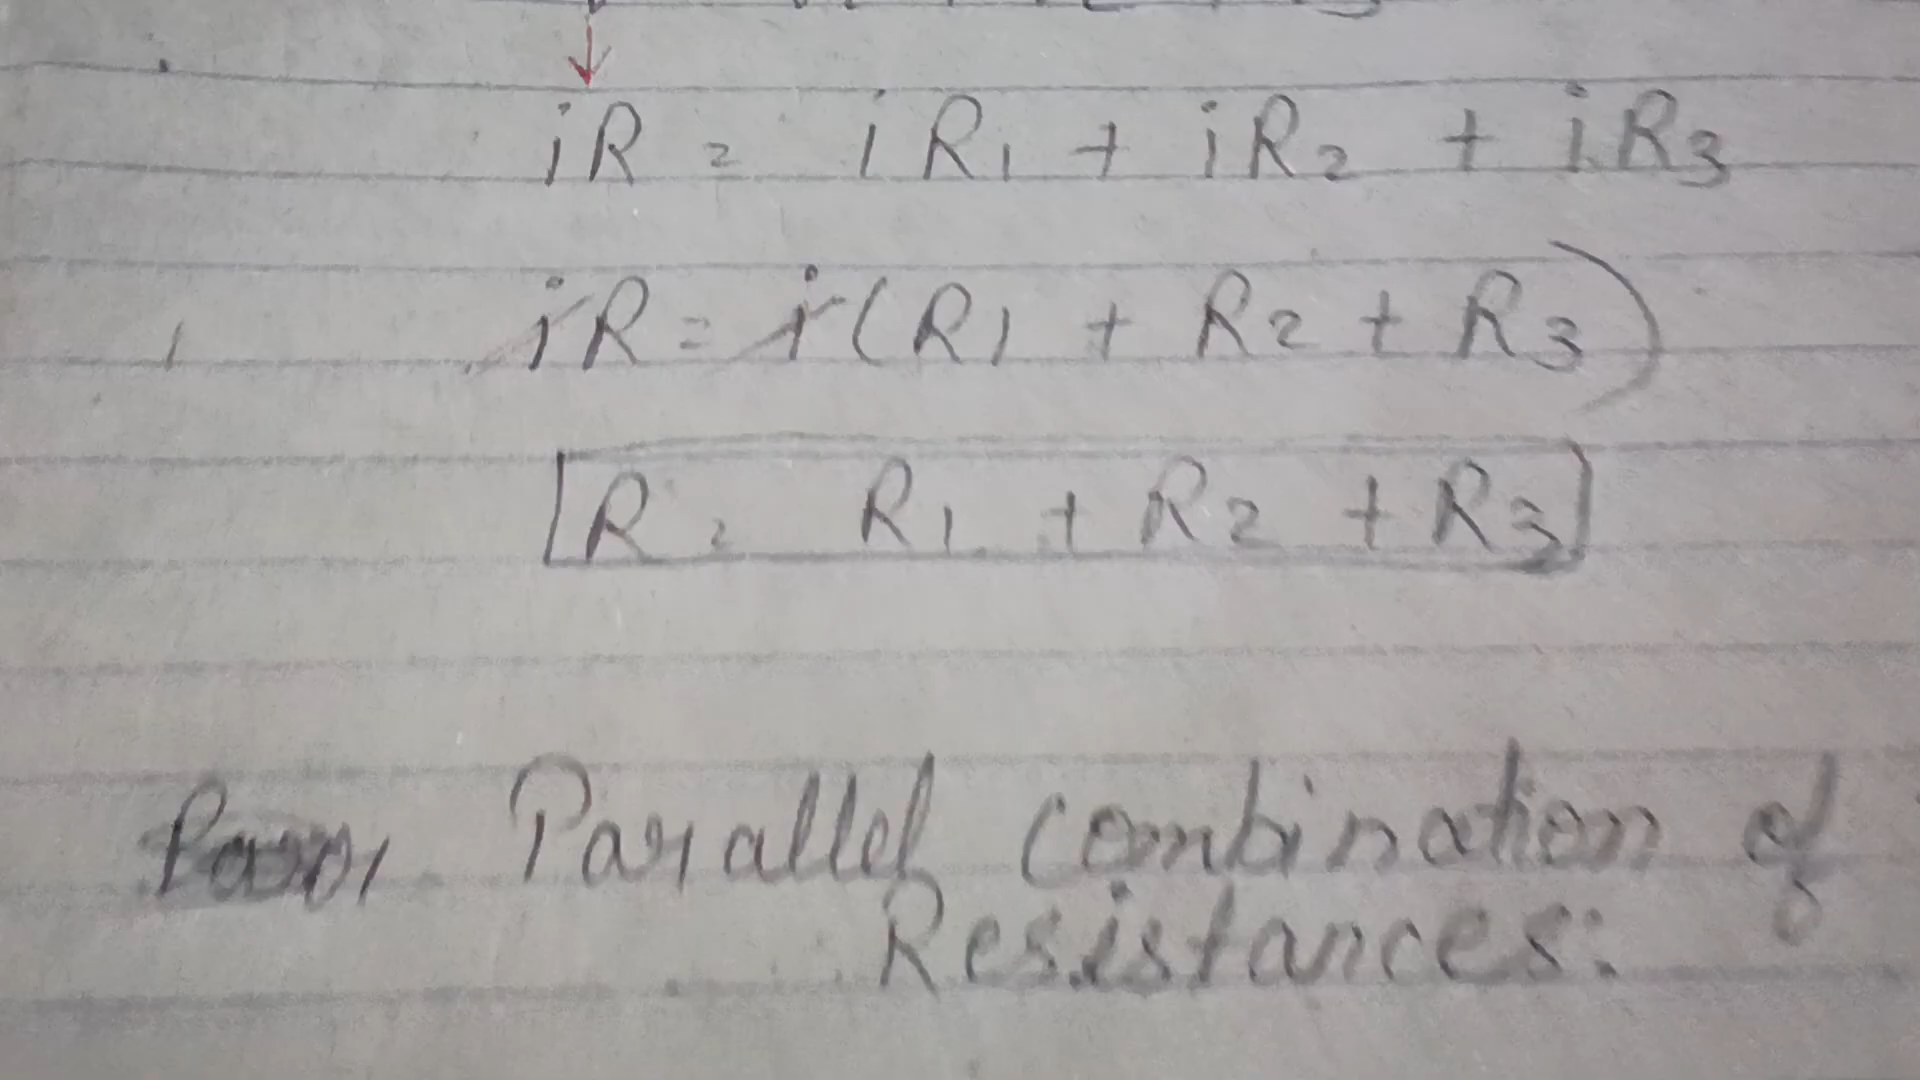 iR = iR1 + iR2 + iR3
iR = i(R1 + R2 + R3)
R = R1 + R2 + R3
Parallel combination of
Resistances: